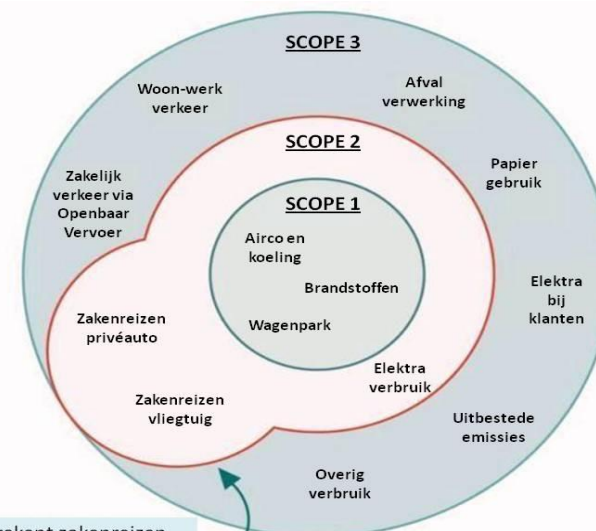 SCOPE 3
Woon-werk
verkeer
Afval
verwerking
SCOPE 2
Papier
gebruik
Zakelijk
verkeer via
Openbaar
Vervoer
SCOPE 1
Airco en
koeling
Brandstoffen
Wagenpark
Elektra
bij
klanten
Zakenreizen
privéauto
Elektra
verbruik
Zakenreizen
vliegtuig
Uitbestede
emissies
Overig
verbruik
zakenreizen